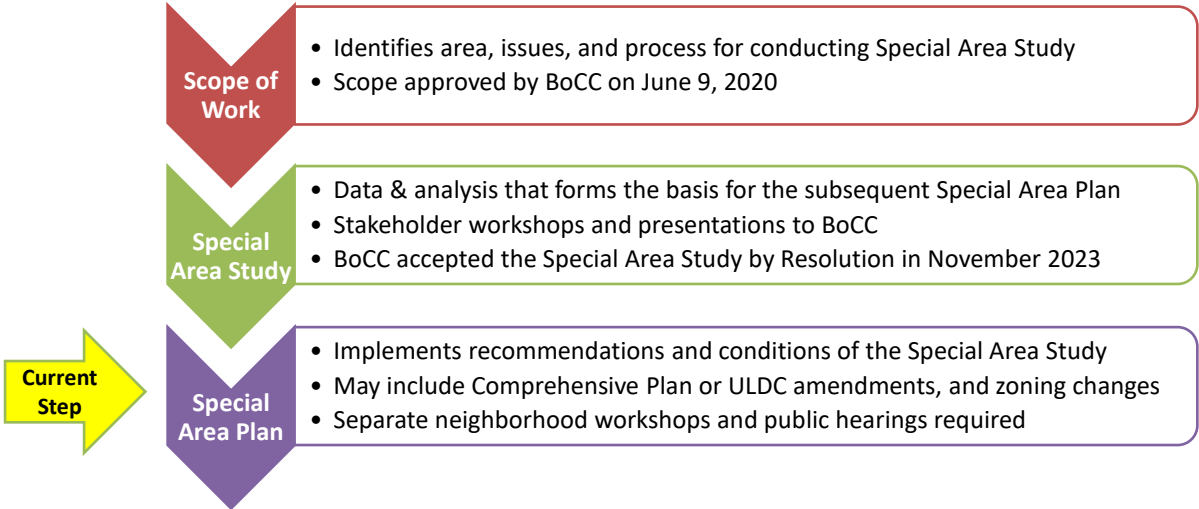 Scope of
Work
• Identifies area, issues, and process for conducting Special Area Study
• Scope approved by BoCC on June 9, 2020
Special
Area Study
• Data & analysis that forms the basis for the subsequent Special Area Plan
• Stakeholder workshops and presentations to BoCC
• BoCC accepted the Special Area Study by Resolution in November 2023
Current
Step
Special
Area Plan
• Implements recommendations and conditions of the Special Area Study
• May include Comprehensive Plan or ULDC amendments, and zoning changes
• Separate neighborhood workshops and public hearings required